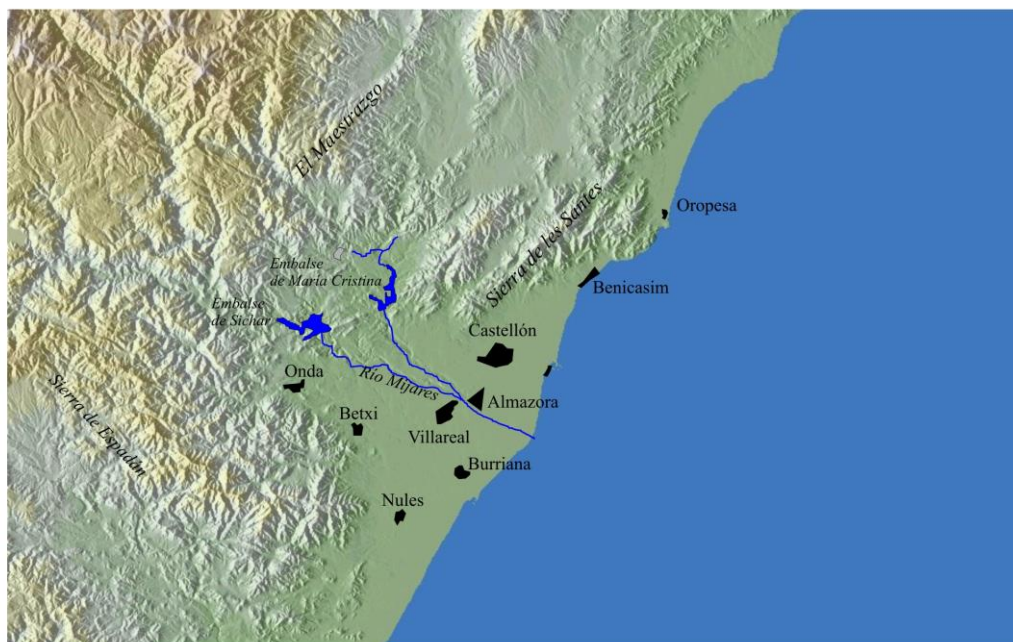 El Maestrazgo
Oropesa
Sierra de les Santes
Embalse
de María Cristina
Benicasim
Embalse
de Sichar
Castellón
Onda
Río Mijares
Almazora
Sierra de Espadán
Betxi
Villareal
Burriana
Nules